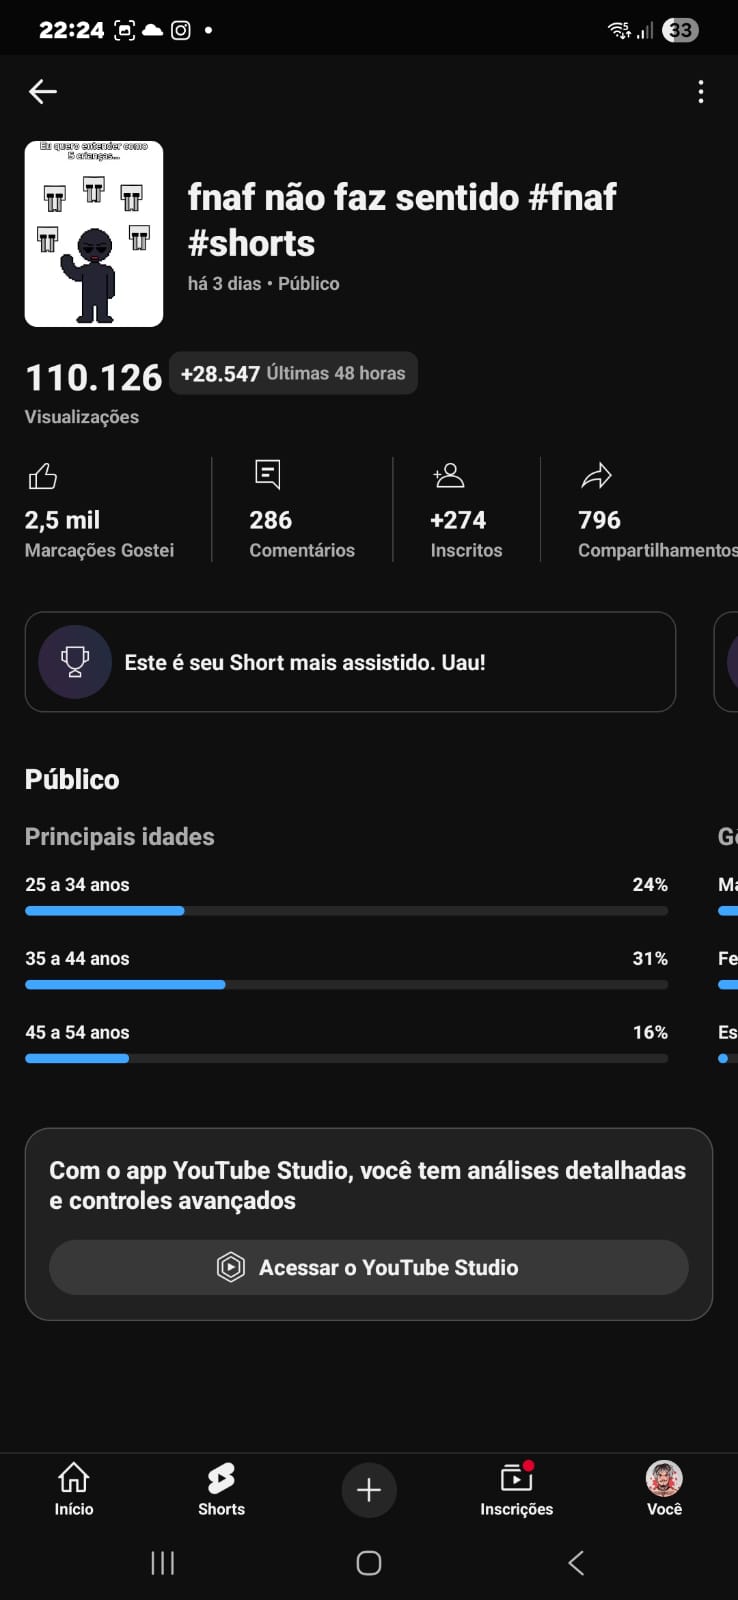 22:24
33
Eu quero entender como
5 crianças...
fnaf não faz sentido #fnaf
#shorts
há 3 dias • Público
110.126
+28.547 Últimas 48 horas
Visualizações
2,5 mil
Marcações Gostei
286
Comentários
+274
Inscritos
796
Compartilhamentos
Este é seu Short mais assistido. Uau!
Público
Principais idades
25 a 34 anos 24%
35 a 44 anos 31%
45 a 54 anos 16%
Ma
Fe
Es
Com o app YouTube Studio, você tem análises detalhadas
e controles avançados
Acessar o YouTube Studio
Início
Shorts
Inscrições
Você